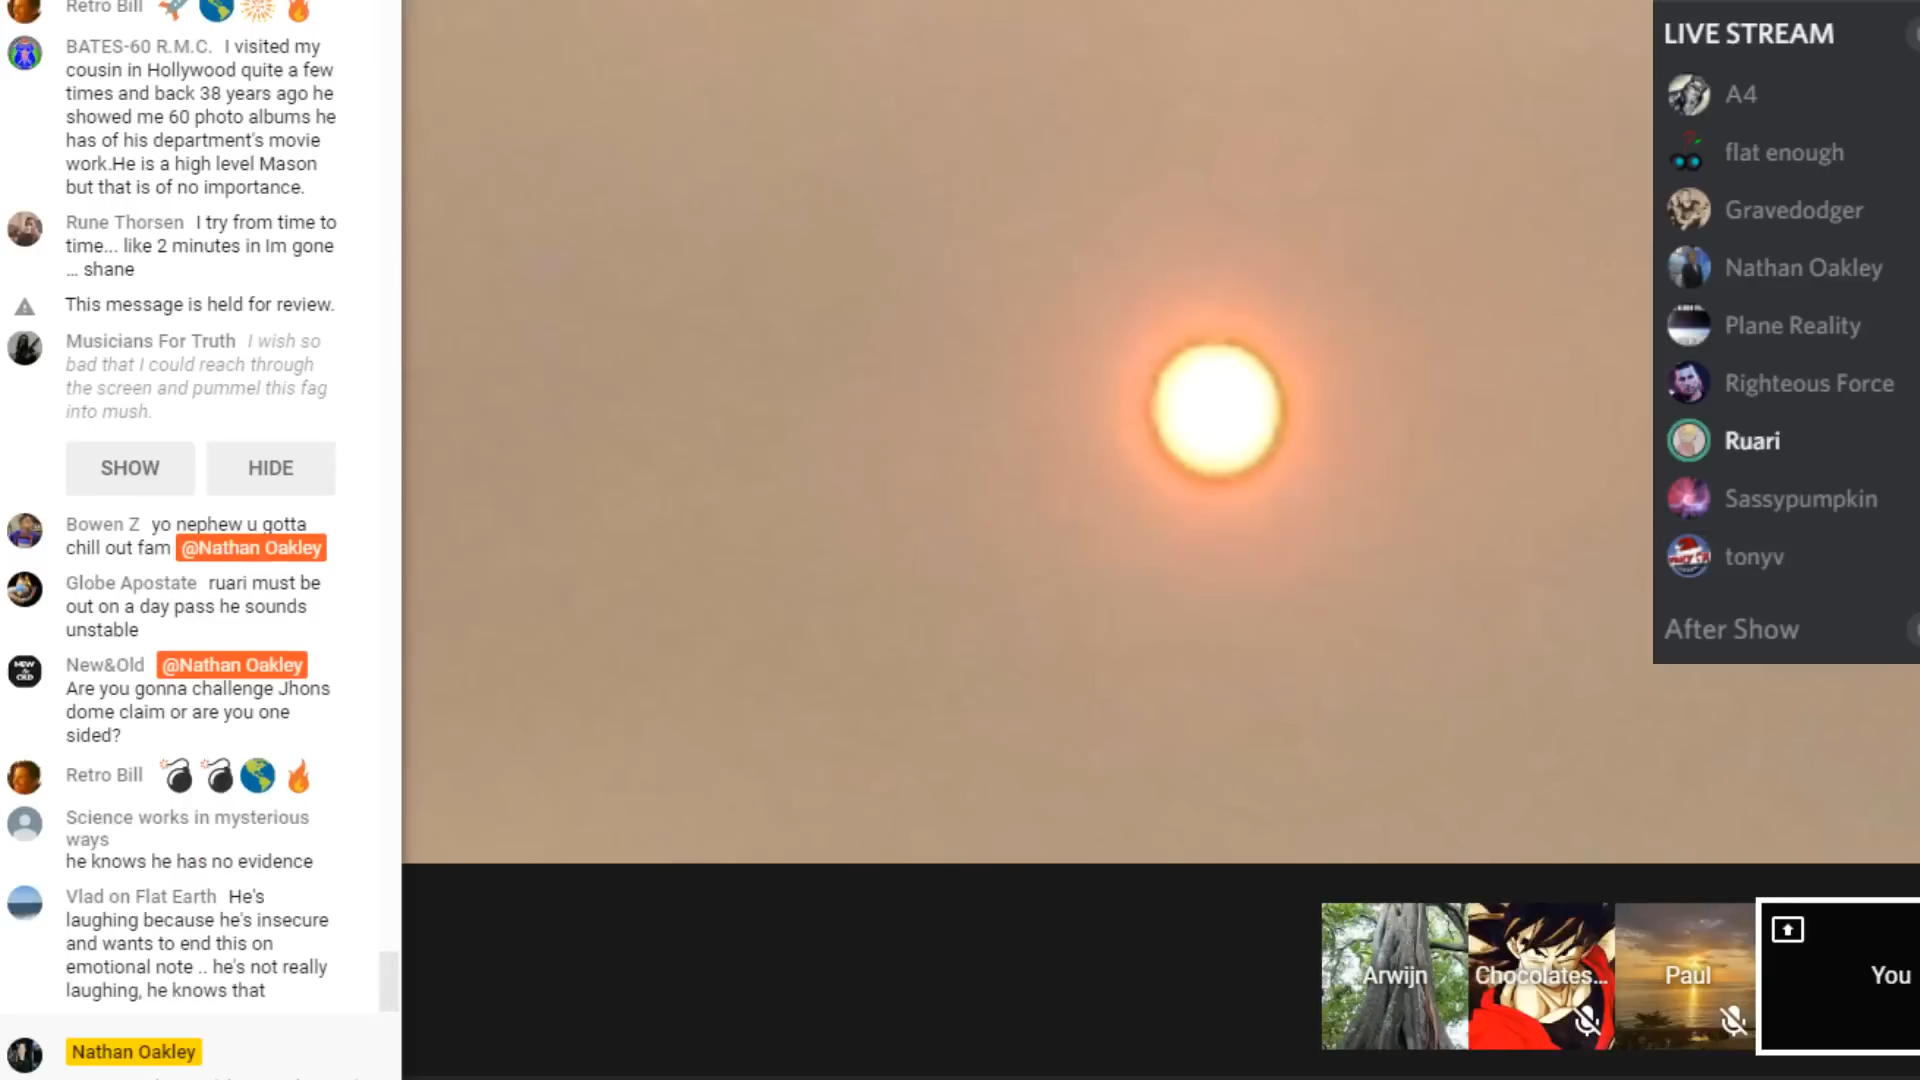 Retro Bill
BATES-60 R.M.C. I visited my
cousin in Hollywood quite a few
times and back 38 years ago he
showed me 60 photo albums he
has of his department's movie
work.He is a high level Mason
but that is of no importance.
Rune Thorsen I try from time to
time... like 2 minutes in Im gone
... shane
This message is held for review.
Musicians For Truth I wish so
bad that I could reach through
the screen and pummel this fag
into mush.
SHOW HIDE
Bowen Z yo nephew u gotta
chill out fam @Nathan Oakley
Globe Apostate ruari must be
out on a day pass he sounds
unstable
New&Old @Nathan Oakley
Are you gonna challenge Jhons
dome claim or are you one
sided?
Retro Bill
Science works in mysterious
ways
he knows he has no evidence
Vlad on Flat Earth He's
laughing because he's insecure
and wants to end this on
emotional note .. he's not really
laughing, he knows that
Nathan Oakley
LIVE STREAM
A4
flat enough
Gravedodger
Nathan Oakley
Plane Reality
Righteous Force
Ruari
Sassypumpkin
tonyv
After Show
Arwijn
Chocolates...
Paul
You